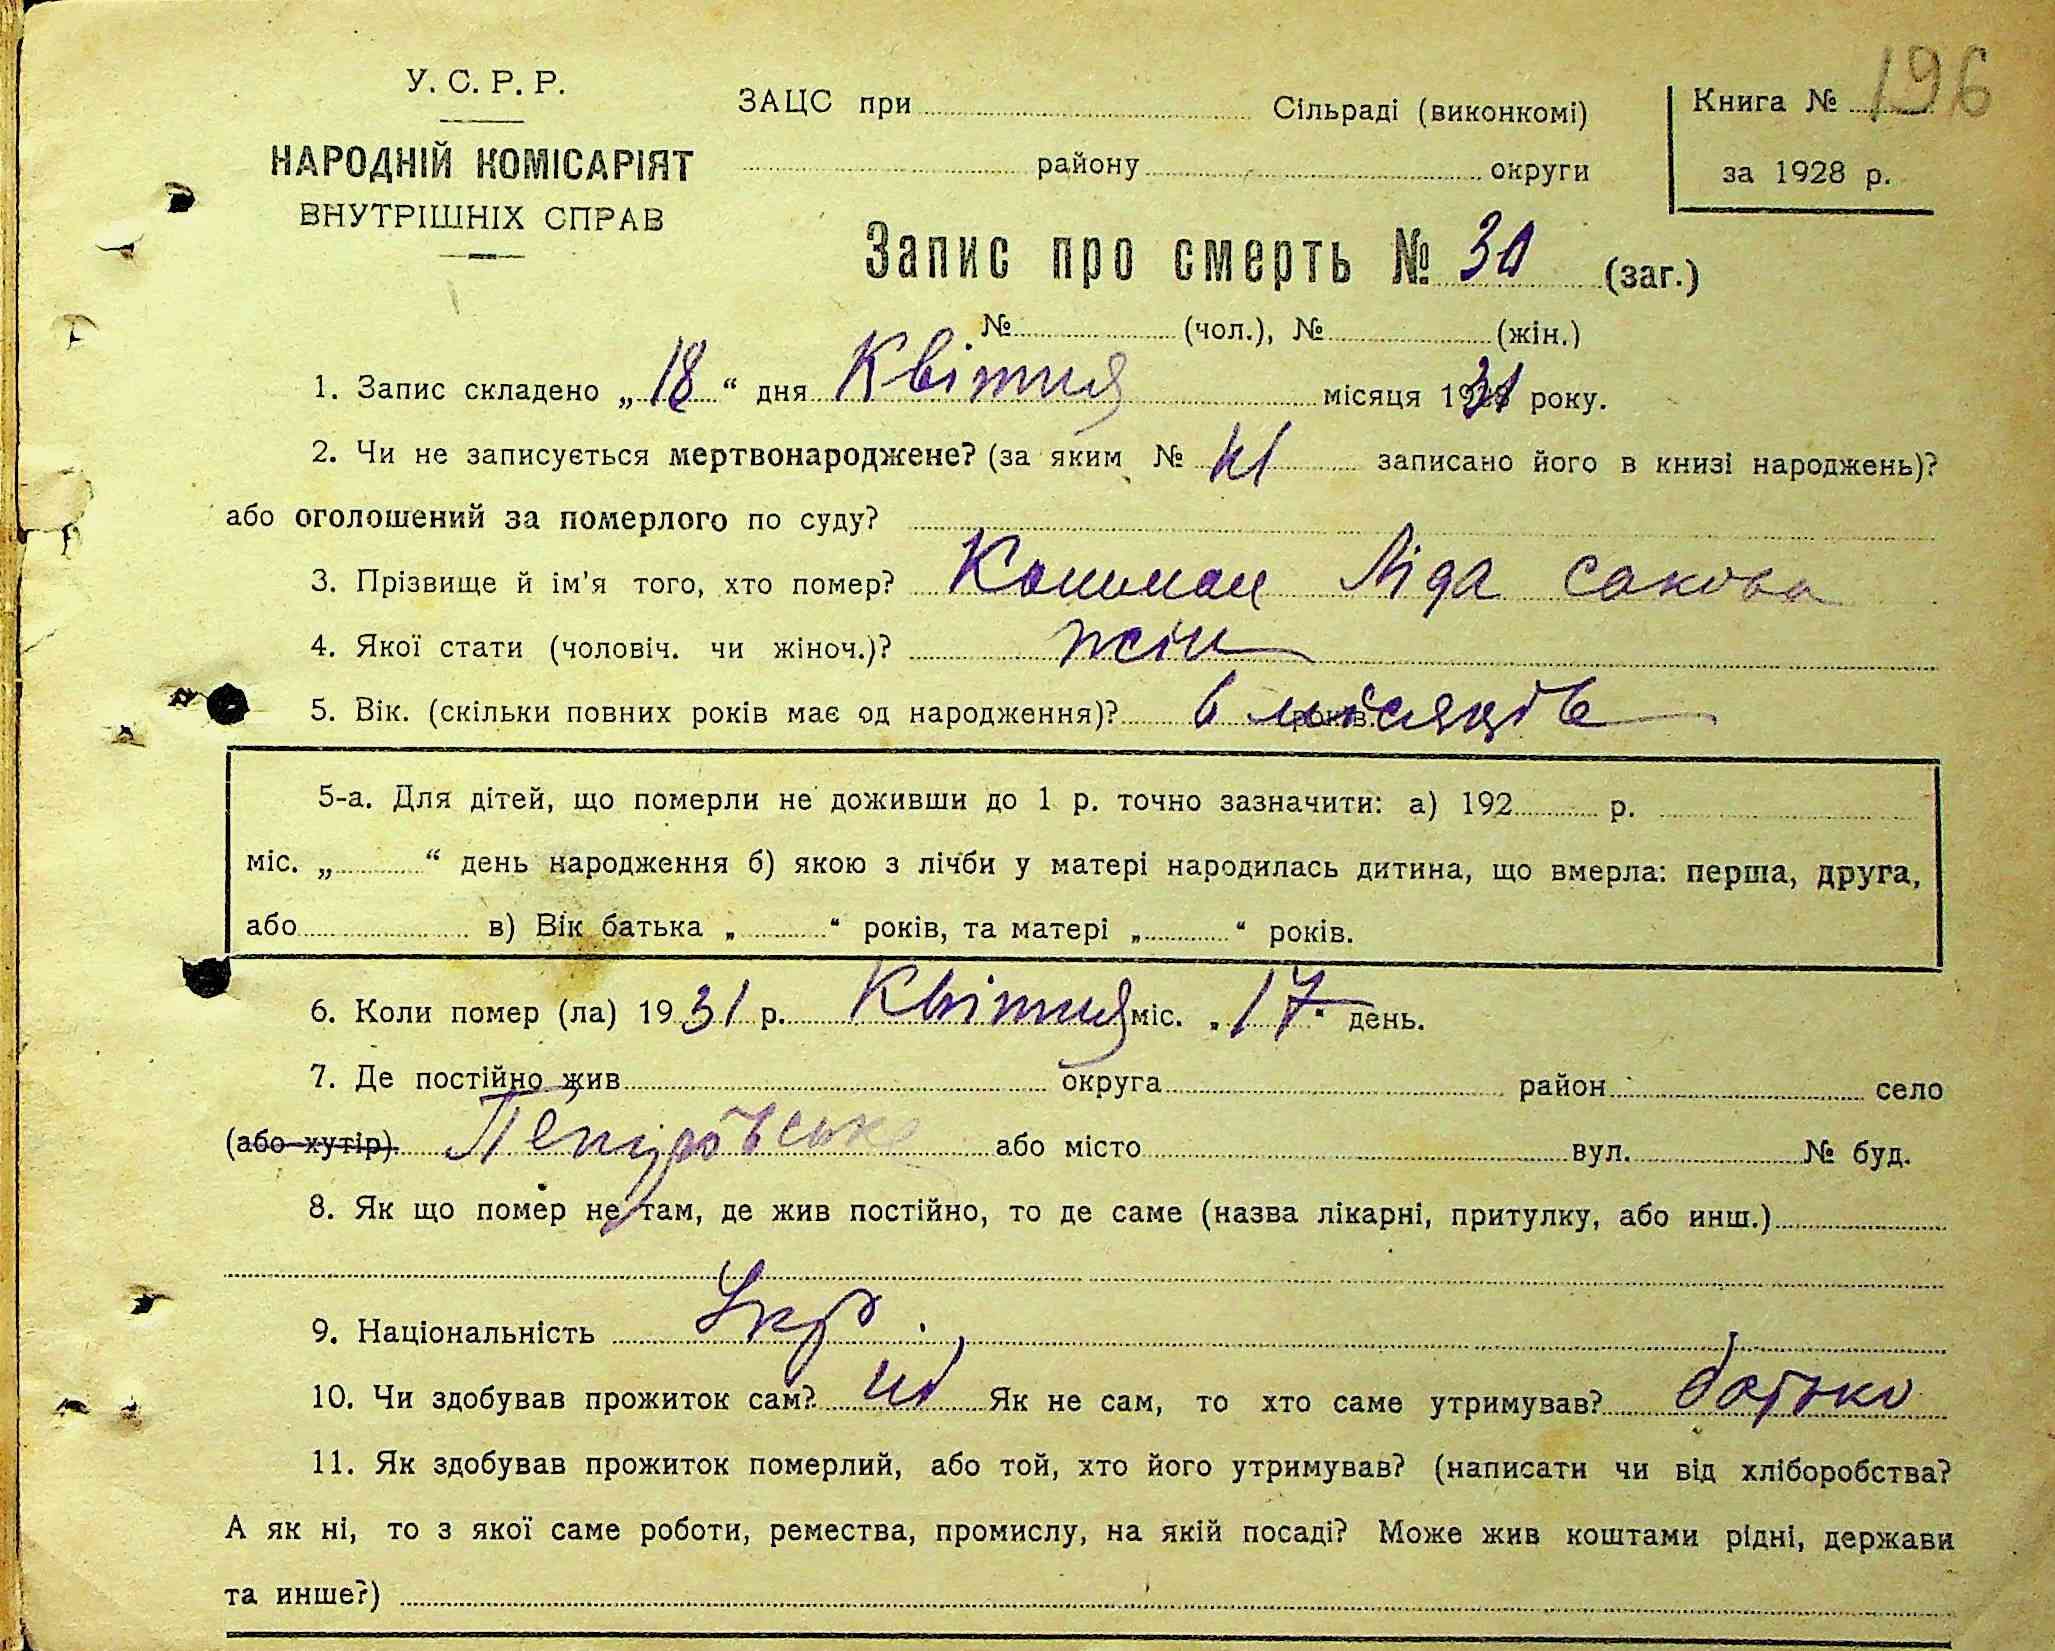 196
У. С. Р. Р.
НАРОДНІЙ КОМІСАРІЯТ
ВНУТРІШНІХ СПРАВ
ЗАЦС при Сільраді (виконкомі)
району округи
Книга №
за 1928 р.
Запис про смерть № 30 (заг.)
№ (чол.), № (жін.)
1. Запис складено „18“ дня Квітня місяця 1931 року.
2. Чи не записується мертвонароджене? (за яким № ні записано його в книзі народжень)?
або оголошений за померлого по суду?
3. Прізвище й ім'я того, хто помер? Кошман Ліда
4. Якої стати (чоловіч. чи жіноч.)? жін
5. Вік. (скільки повних років має од народження)? 6 місяців
5-а. Для дітей, що померли не доживши до 1 р. точно зазначити: а) 192 р.
міс. „ “ день народження б) якою з лічби у матері народилась дитина, що вмерла: перша, друга,
або в) Вік батька „ “ років, та матері „ “ років.
6. Коли помер (ла) 1931 р. Квітня міс. „17“ день.
7. Де постійно жив округа район село
(або хутір). або місто вул. № буд.
8. Як що помер не там, де жив постійно, то де саме (назва лікарні, притулку, або инш.)
9. Національність Укр
10. Чи здобував прожиток сам? ні Як не сам, то хто саме утримував? батько
11. Як здобував прожиток померлий, або той, хто його утримував? (написати чи від хліборобства?
А як ні, то з якої саме роботи, ремества, промислу, на якій посаді? Може жив коштами рідні, держави
та инше?)